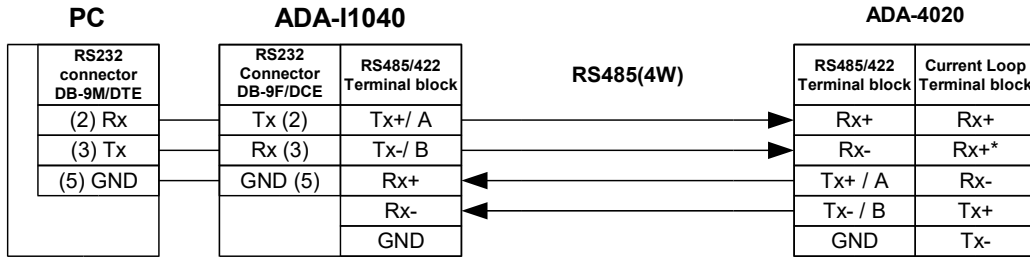 PC
ADA-I1040
ADA-4020
RS232
connector
DB-9M/DTE
RS232
Connector
DB-9F/DCE
RS485/422
Terminal block
RS485(4W)
RS485/422
Terminal block
Current Loop
Terminal block
(2) Rx
Tx (2)
Tx+/ A
Rx+
Rx+
(3) Tx
Rx (3)
Tx-/ B
Rx-
Rx+*
(5) GND
GND (5)
Rx+
Tx+ / A
Rx-
Rx-
Tx- / B
Tx+
GND
GND
Tx-